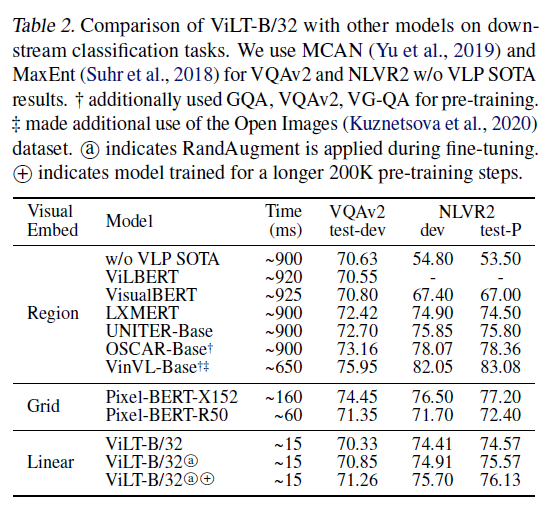 Table 2. Comparison of ViLT-B/32 with other models on down-
stream classification tasks. We use MCAN (Yu et al., 2019) and
MaxEnt (Suhr et al., 2018) for VQAv2 and NLVR2 w/o VLP SOTA
results. † additionally used GQA, VQAv2, VG-QA for pre-training.
‡ made additional use of the Open Images (Kuznetsova et al., 2020)
dataset. ⓐ indicates RandAugment is applied during fine-tuning.
⊕ indicates model trained for a longer 200K pre-training steps.
Visual Embed Model Time (ms) VQAv2 test-dev NLVR2 dev test-P
Region
w/o VLP SOTA ~900 70.63 54.80 53.50
ViLBERT ~920 70.55 - -
VisualBERT ~925 70.80 67.40 67.00
LXMERT ~900 72.42 74.90 74.50
UNITER-Base ~900 72.70 75.85 75.80
OSCAR-Base† ~900 73.16 78.07 78.36
VinVL-Base†‡ ~650 75.95 82.05 83.08
Grid
Pixel-BERT-X152 ~160 74.45 76.50 77.20
Pixel-BERT-R50 ~60 71.35 71.70 72.40
Linear
ViLT-B/32 ~15 70.33 74.41 74.57
ViLT-B/32ⓐ ~15 70.85 74.91 75.57
ViLT-B/32ⓐ⊕ ~15 71.26 75.70 76.13